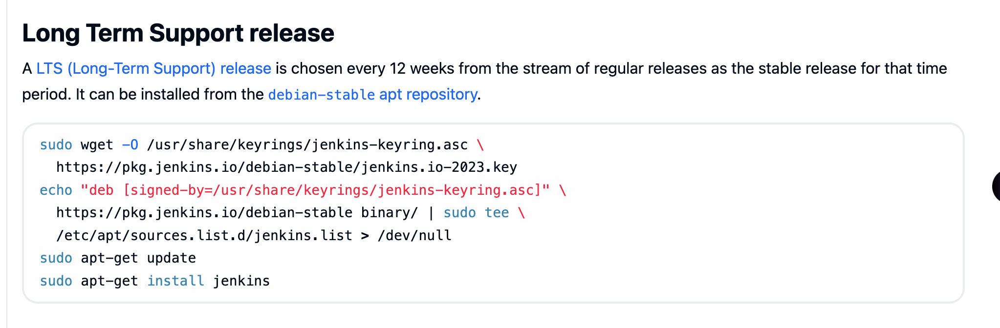 Long Term Support release
A LTS (Long-Term Support) release is chosen every 12 weeks from the stream of regular releases as the stable release for that time
period. It can be installed from the debian-stable apt repository.
sudo wget -O /usr/share/keyrings/jenkins-keyring.asc \
  https://pkg.jenkins.io/debian-stable/jenkins.io-2023.key
echo "deb [signed-by=/usr/share/keyrings/jenkins-keyring.asc]" \
  https://pkg.jenkins.io/debian-stable binary/ | sudo tee \
  /etc/apt/sources.list.d/jenkins.list > /dev/null
sudo apt-get update
sudo apt-get install jenkins